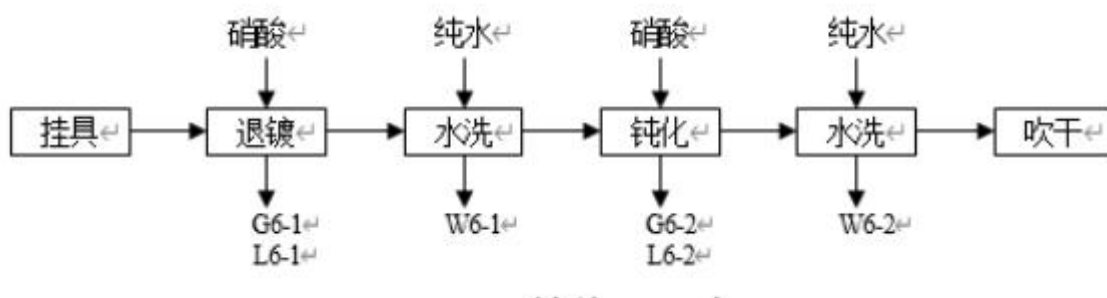 硝酸↵ 纯水↵ 硝酸↵ 纯水↵
挂具↵ 退镀↵ 水洗↵ 钝化↵ 水洗↵ 吹干↵
G6-1↵ W6-1↵ G6-2↵ W6-2↵
L6-1↵ L6-2↵